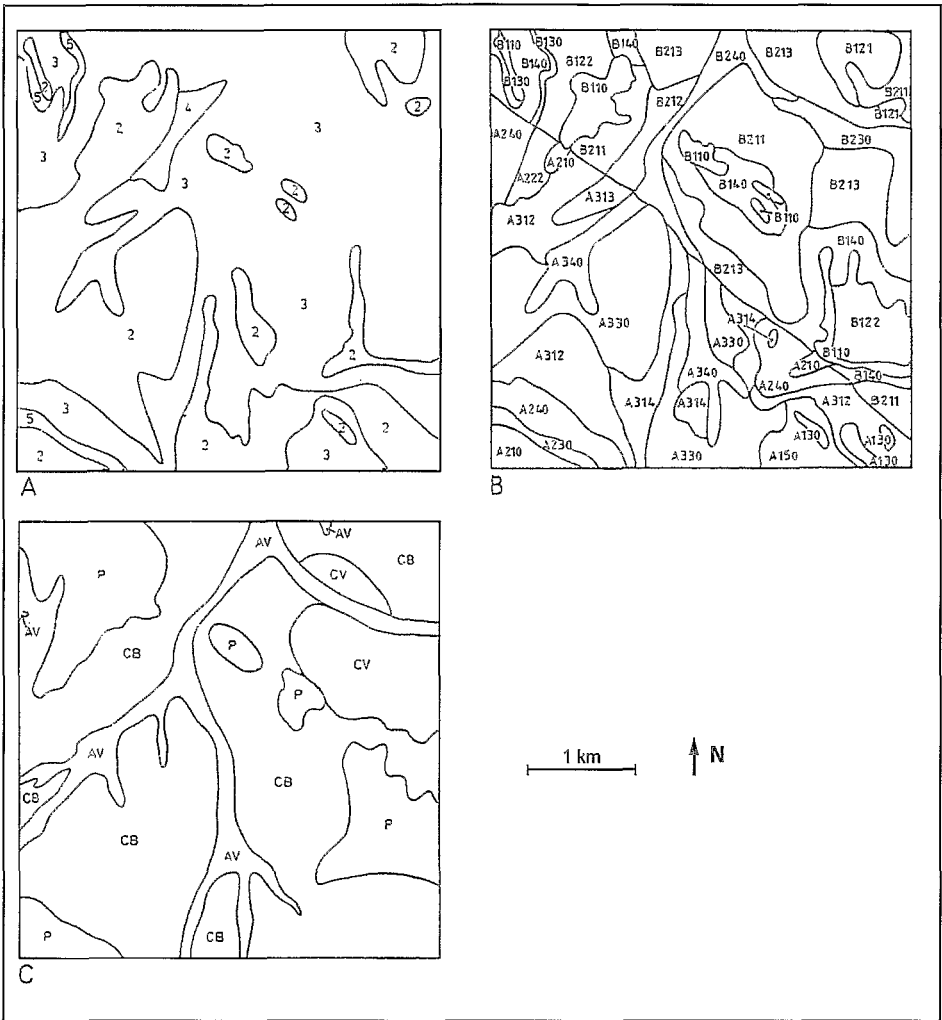 5 3 2
5 2 2
4
2 3
3 2
3 2
2
2 3
2 2
3
5 2 2
2 2 3
A
B110 B130 B140 B213 B240 B213 B121
B140 B122
B130 B110 B211
B212 B121
A240 B211 B230
A210 B211 B110
A222 B140 B213
A313
A312 B110
B140
A340 B213
A314 B122
A330 A330
A312 B110
A340 A210 B140
A314 A314 A240 A312 B211
A240
A230 A130 A130
A210 A330 A150 A130
B
AV AV CB
P CV
AV
CB P CV
P
AV
CB CB
CB P
AV
CB
P
C
1 km N